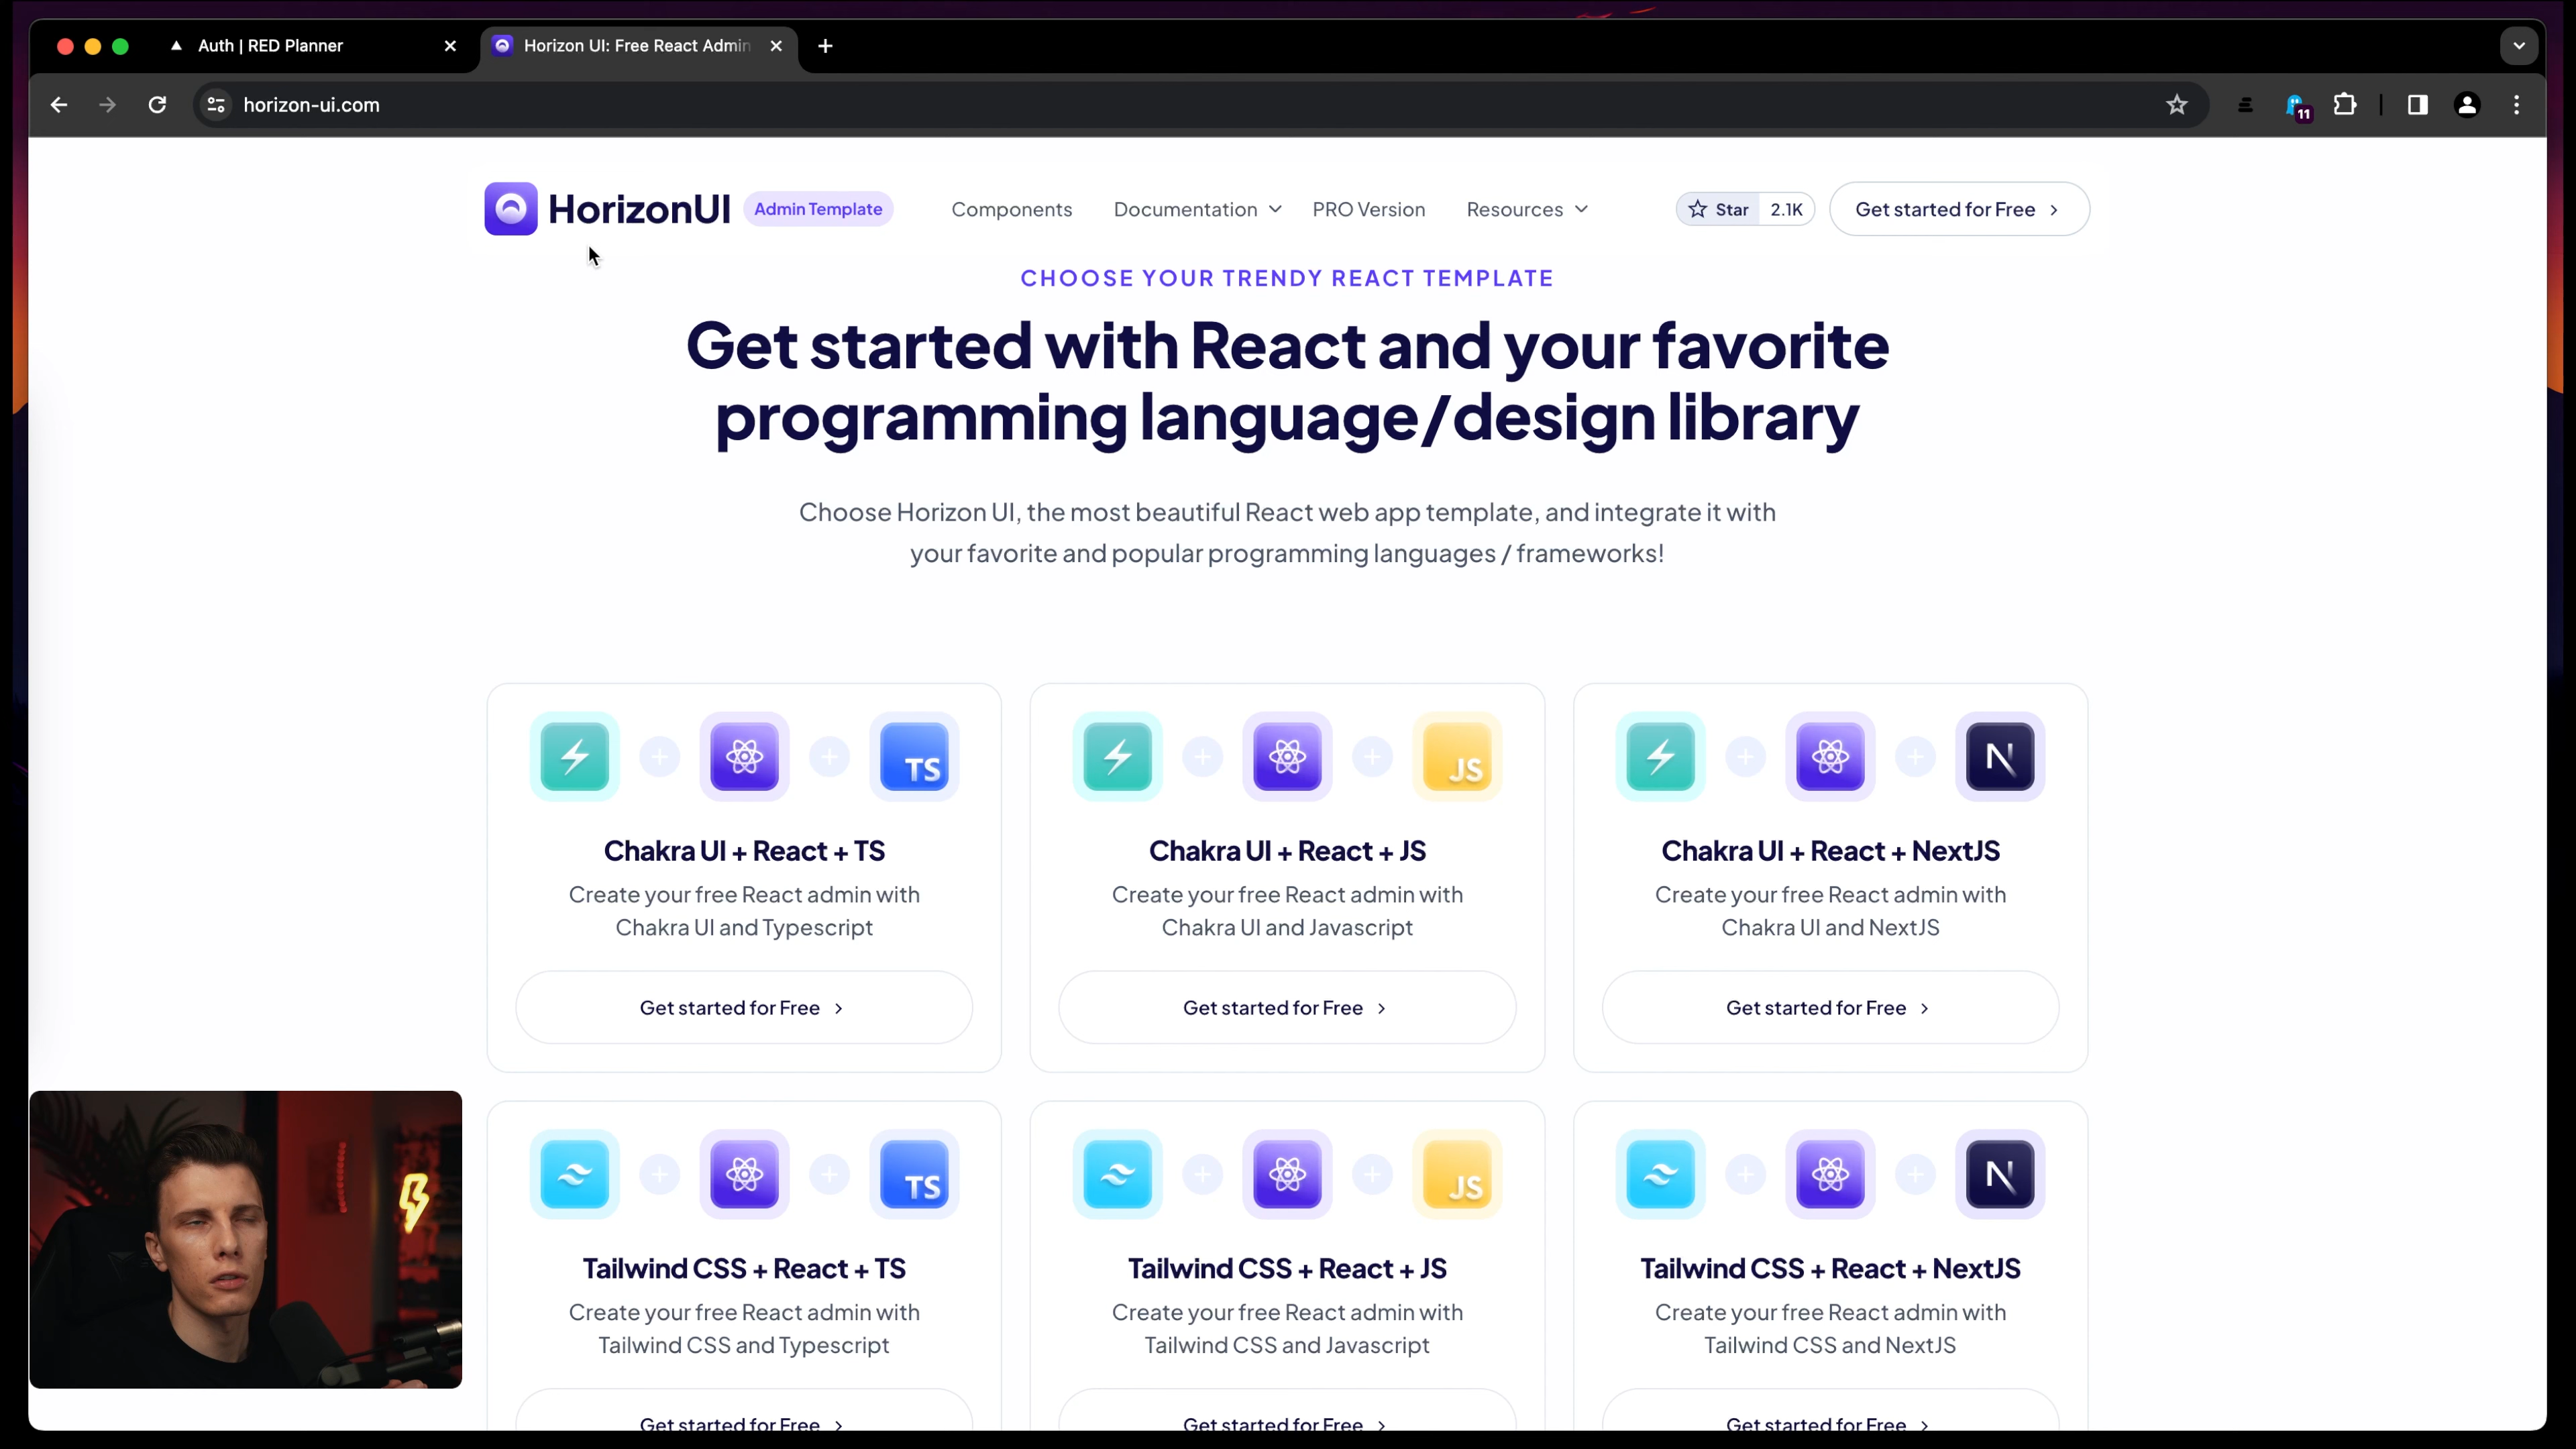 Auth | RED Planner
Horizon UI: Free React Admin
horizon-ui.com
11
HorizonUI
Admin Template
Components
Documentation
PRO Version
Resources
Star 2.1K
Get started for Free
CHOOSE YOUR TRENDY REACT TEMPLATE
Get started with React and your favorite
programming language/design library
Choose Horizon UI, the most beautiful React web app template, and integrate it with
your favorite and popular programming languages / frameworks!
TS
Chakra UI + React + TS
Create your free React admin with
Chakra UI and Typescript
Get started for Free
JS
Chakra UI + React + JS
Create your free React admin with
Chakra UI and Javascript
Get started for Free
N
Chakra UI + React + NextJS
Create your free React admin with
Chakra UI and NextJS
Get started for Free
TS
Tailwind CSS + React + TS
Create your free React admin with
Tailwind CSS and Typescript
Get started for Free
JS
Tailwind CSS + React + JS
Create your free React admin with
Tailwind CSS and Javascript
Get started for Free
N
Tailwind CSS + React + NextJS
Create your free React admin with
Tailwind CSS and NextJS
Get started for Free